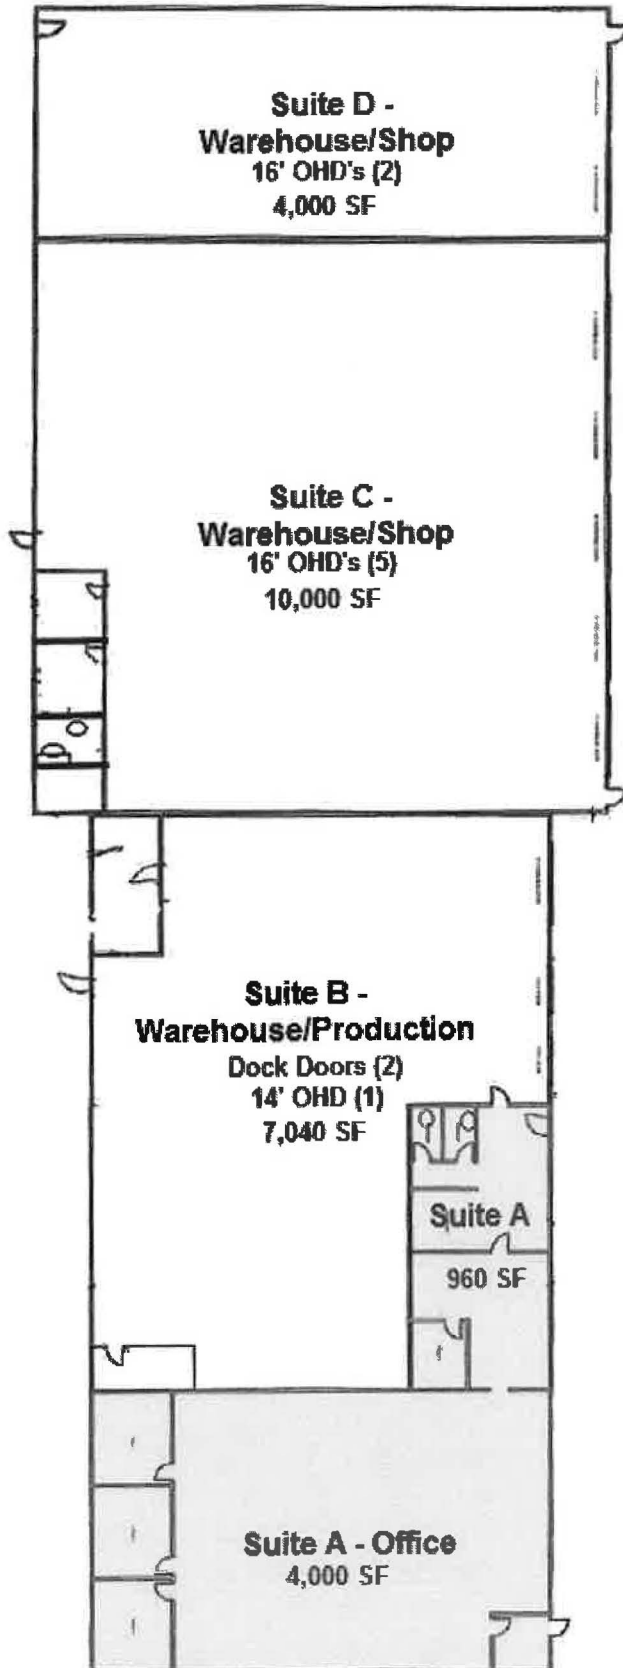 Suite D -
Warehouse/Shop
16' OHD's (2)
4,000 SF
Suite C -
Warehouse/Shop
16' OHD's (5)
10,000 SF
Suite B -
Warehouse/Production
Dock Doors (2)
14' OHD (1)
7,040 SF
Suite A
960 SF
Suite A - Office
4,000 SF